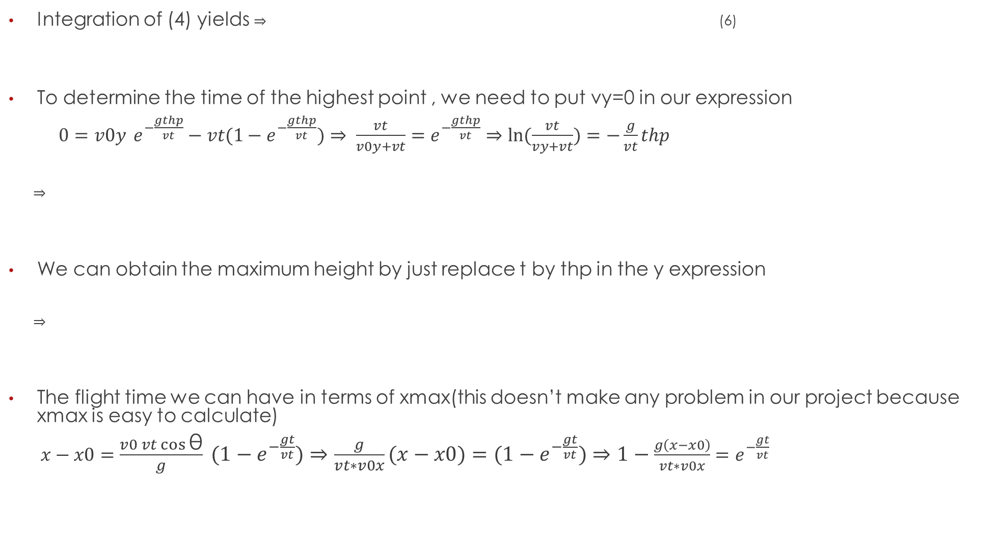 • Integration of (4) yields ⇒ (6)
• To determine the time of the highest point , we need to put vy=0 in our expression
0 = v0y e^{−\frac{gthp}{vt}} − vt(1 − e^{−\frac{gthp}{vt}}) ⇒ \frac{vt}{v0y+vt} = e^{−\frac{gthp}{vt}} ⇒ ln(\frac{vt}{vy+vt}) = −\frac{g}{vt} thp
⇒
• We can obtain the maximum height by just replace t by thp in the y expression
⇒
• The flight time we can have in terms of xmax(this doesn’t make any problem in our project because
xmax is easy to calculate)
x − x0 = \frac{v0 vt cos Θ}{g} (1 − e^{−\frac{gt}{vt}}) ⇒ \frac{g}{vt∗v0x} (x − x0) = (1 − e^{−\frac{gt}{vt}}) ⇒ 1 − \frac{g(x−x0)}{vt∗v0x} = e^{−\frac{gt}{vt}}